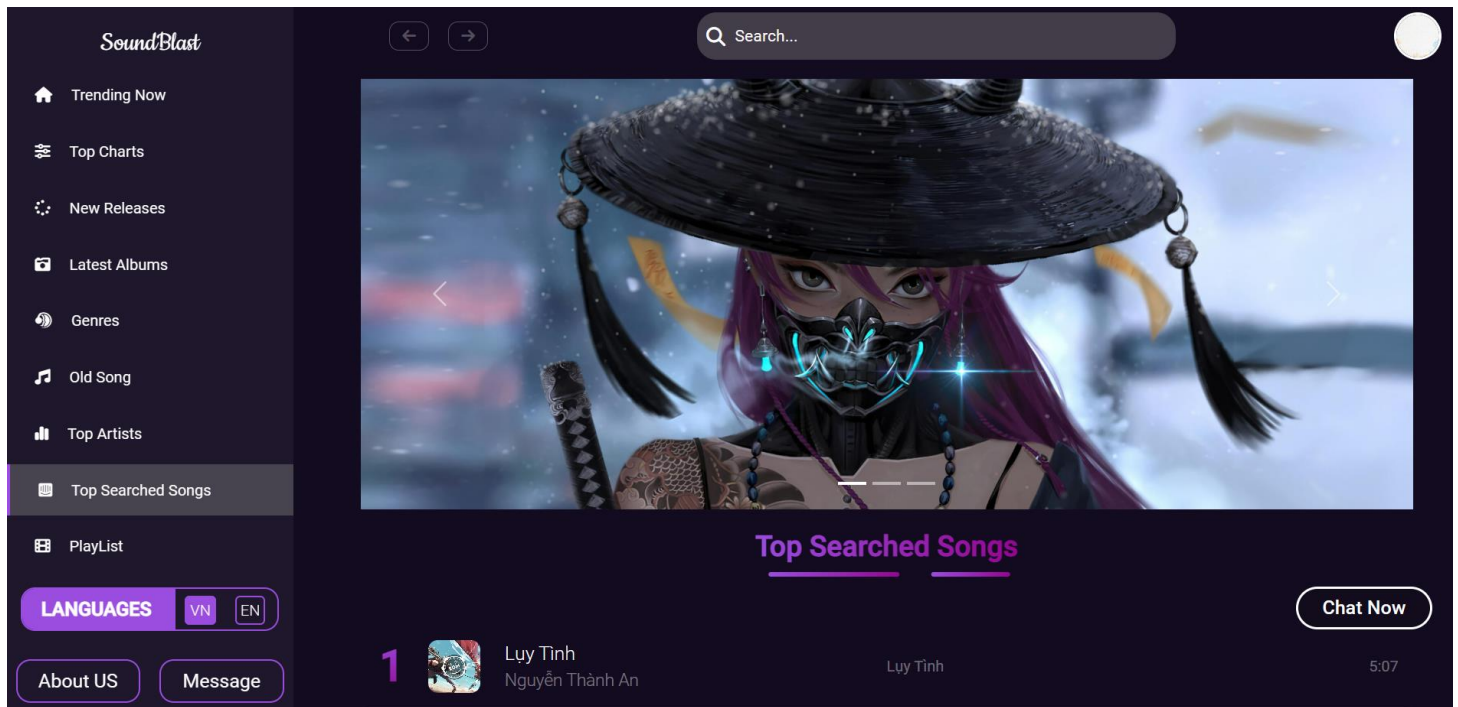 SoundBlast
Trending Now
Top Charts
New Releases
Latest Albums
Genres
Old Song
Top Artists
Top Searched Songs
PlayList
LANGUAGES VN EN
About US Message
Search...
Top Searched Songs
Chat Now
1 Lụy Tình Lụy Tình 5:07
Nguyễn Thành An